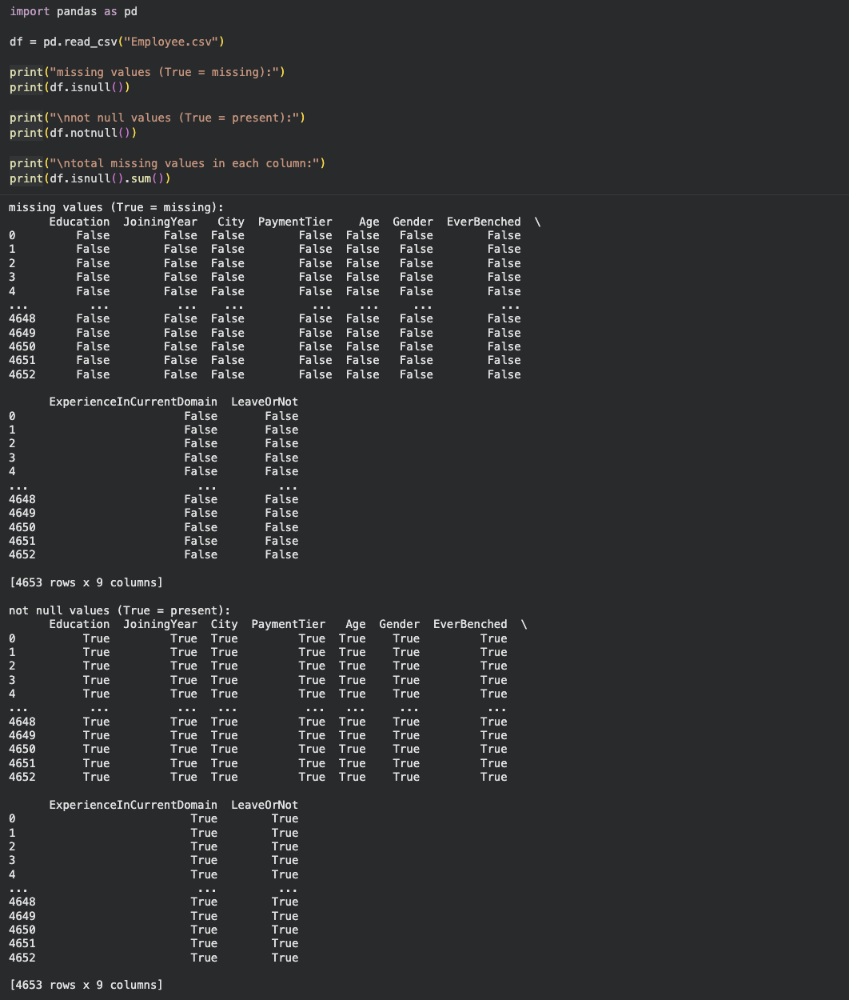 import pandas as pd
df = pd.read_csv("Employee.csv")
print("missing values (True = missing):")
print(df.isnull())
print("\nnot null values (True = present):")
print(df.notnull())
print("\ntotal missing values in each column:")
print(df.isnull().sum())
missing values (True = missing):
      Education  JoiningYear   City  PaymentTier    Age  Gender  EverBenched  \
0         False        False  False        False  False   False        False
1         False        False  False        False  False   False        False
2         False        False  False        False  False   False        False
3         False        False  False        False  False   False        False
4         False        False  False        False  False   False        False
...         ...          ...    ...          ...    ...     ...          ...
4648      False        False  False        False  False   False        False
4649      False        False  False        False  False   False        False
4650      False        False  False        False  False   False        False
4651      False        False  False        False  False   False        False
4652      False        False  False        False  False   False        False
      ExperienceInCurrentDomain  LeaveOrNot
0                         False       False
1                         False       False
2                         False       False
3                         False       False
4                         False       False
...                         ...         ...
4648                      False       False
4649                      False       False
4650                      False       False
4651                      False       False
4652                      False       False
[4653 rows x 9 columns]
not null values (True = present):
      Education  JoiningYear  City  PaymentTier   Age  Gender  EverBenched  \
0          True         True  True         True  True    True         True
1          True         True  True         True  True    True         True
2          True         True  True         True  True    True         True
3          True         True  True         True  True    True         True
4          True         True  True         True  True    True         True
...         ...          ...   ...          ...   ...     ...          ...
4648       True         True  True         True  True    True         True
4649       True         True  True         True  True    True         True
4650       True         True  True         True  True    True         True
4651       True         True  True         True  True    True         True
4652       True         True  True         True  True    True         True
      ExperienceInCurrentDomain  LeaveOrNot
0                          True        True
1                          True        True
2                          True        True
3                          True        True
4                          True        True
...                         ...         ...
4648                       True        True
4649                       True        True
4650                       True        True
4651                       True        True
4652                       True        True
[4653 rows x 9 columns]